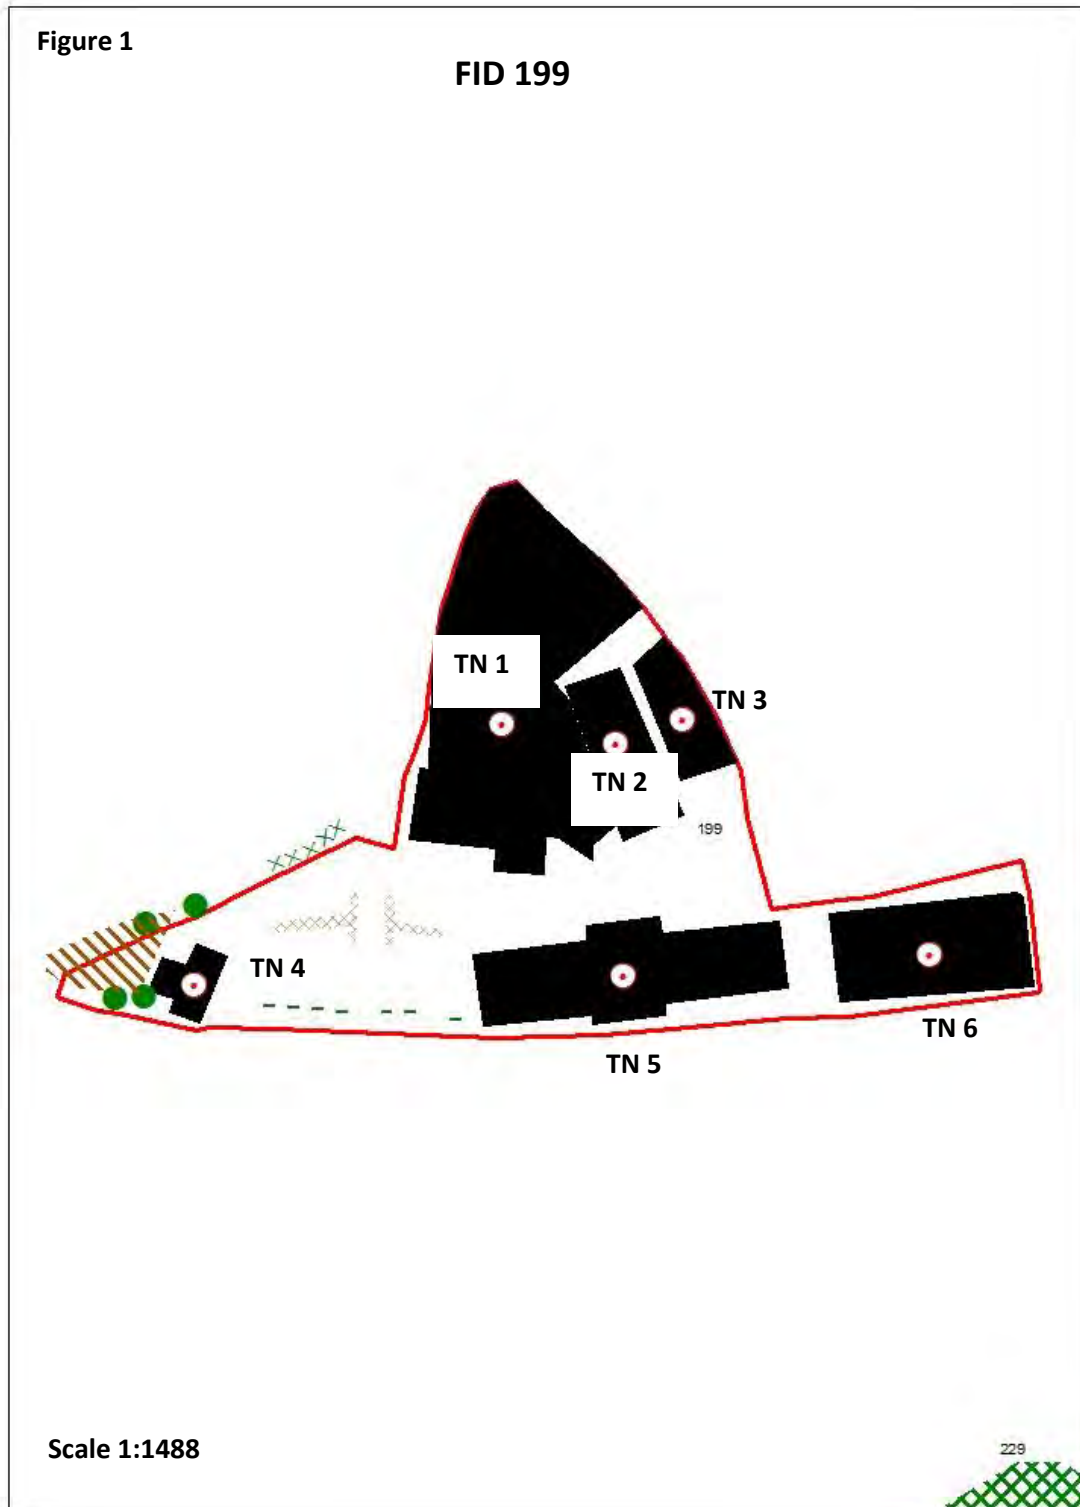 Figure 1
FID 199
TN 1
TN 3
TN 2
199
TN 4
TN 6
TN 5
Scale 1:1488
229